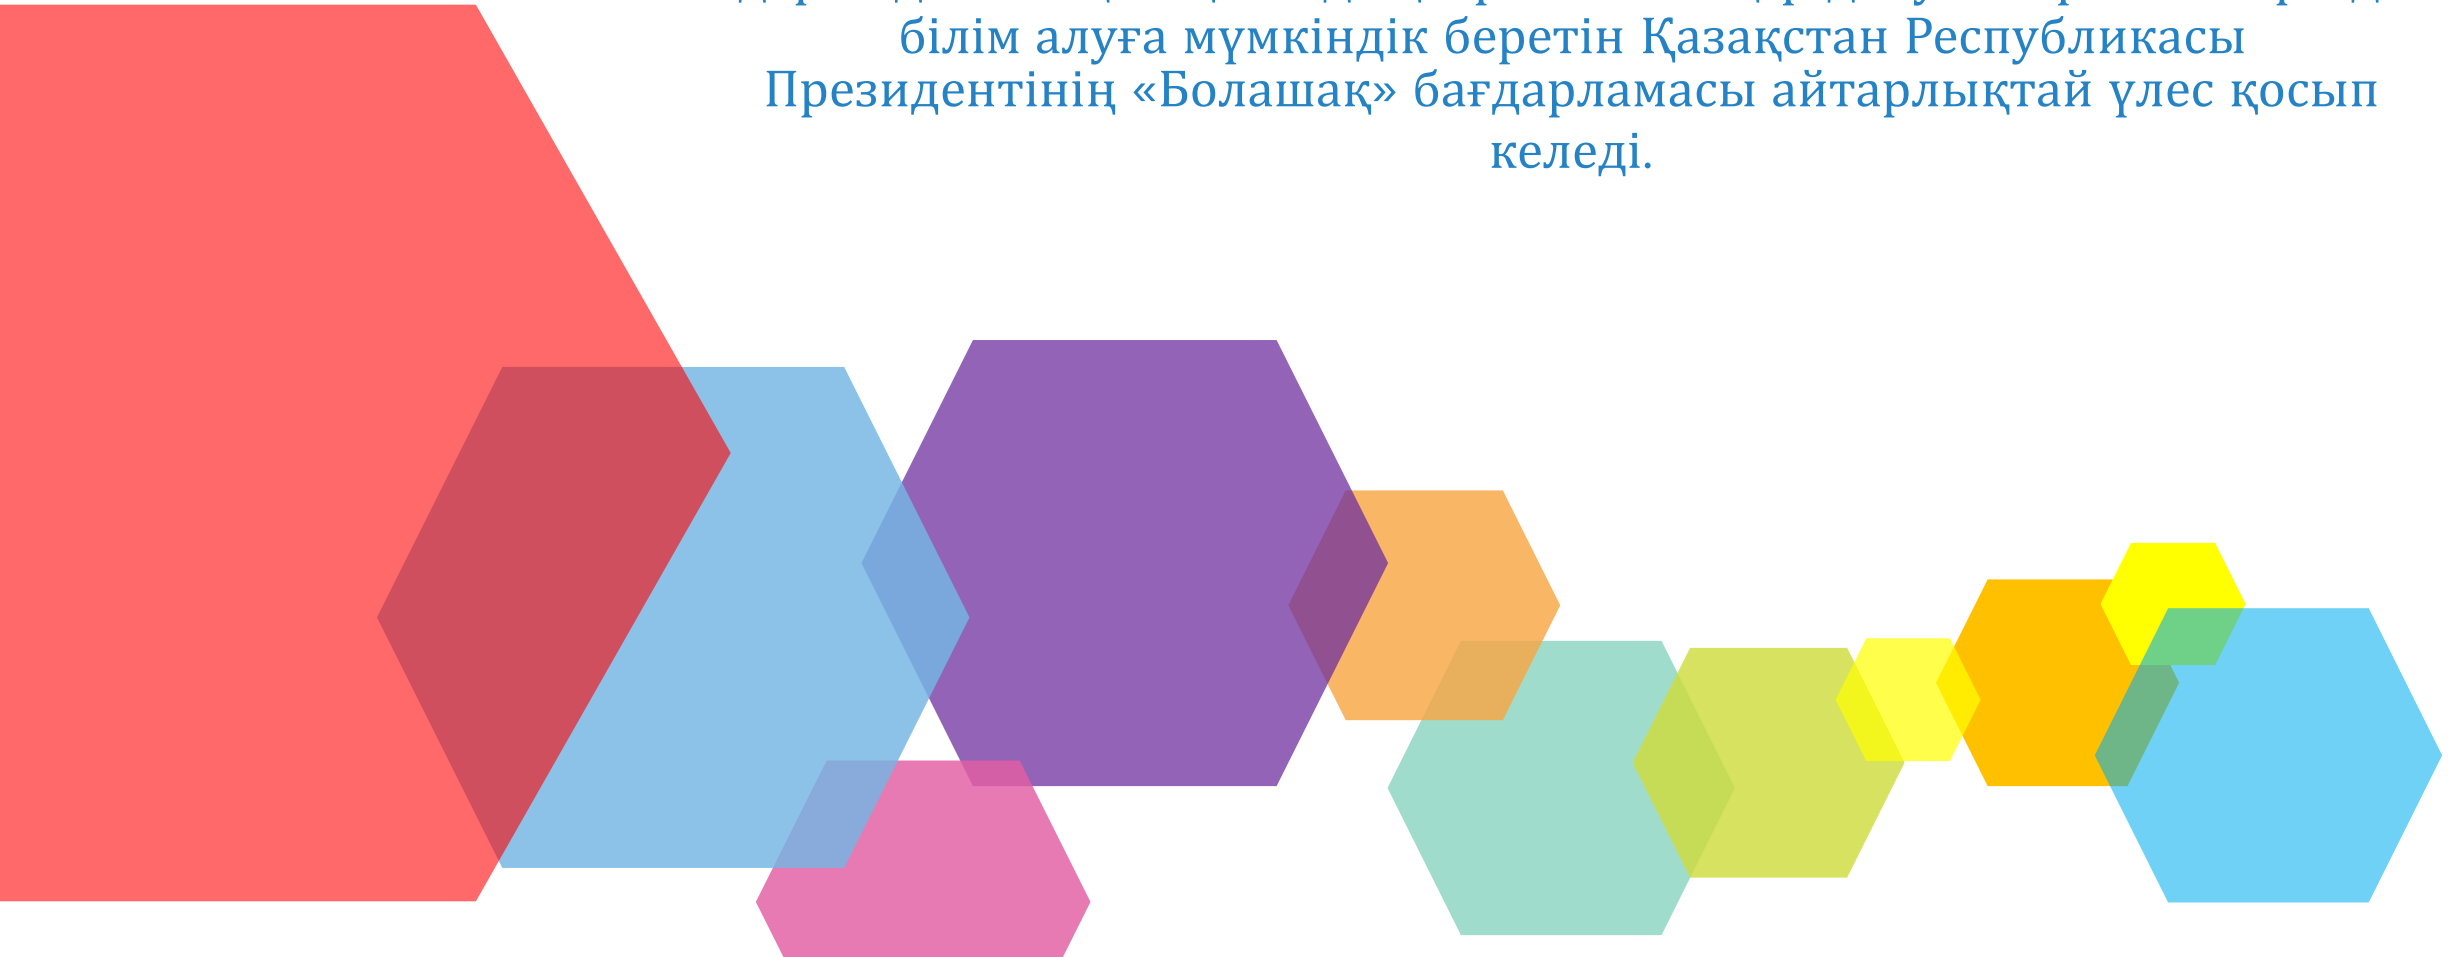 білім алуға мүмкіндік беретін Қазақстан Республикасы
Президентінің «Болашақ» бағдарламасы айтарлықтай үлес қосып
келеді.